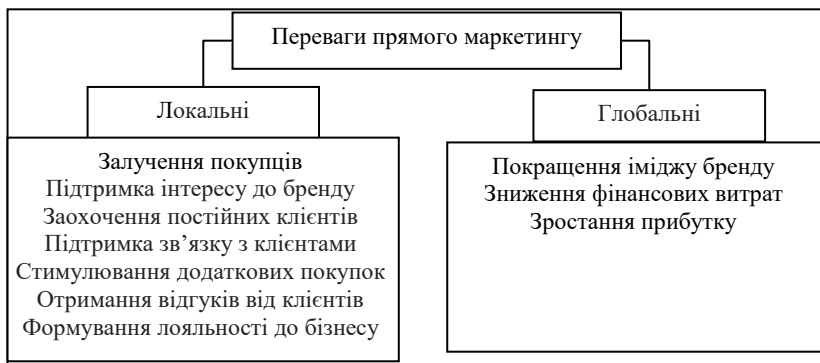 Переваги прямого маркетингу
Локальні
Глобальні
Залучення покупців
Підтримка інтересу до бренду
Заохочення постійних клієнтів
Підтримка зв’язку з клієнтами
Стимулювання додаткових покупок
Отримання відгуків від клієнтів
Формування лояльності до бізнесу
Покращення іміджу бренду
Зниження фінансових витрат
Зростання прибутку